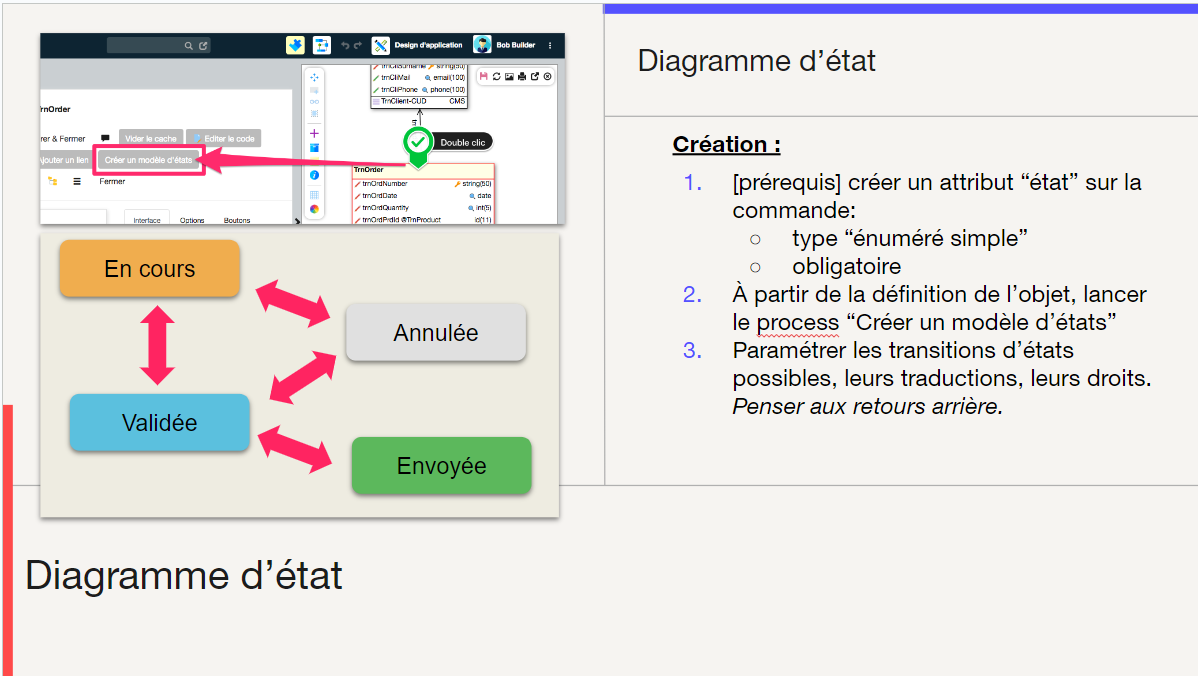 Design d'application
Bob Builder
TrnOrder
rer & Fermer
Vider le cache
Editer le code
Ajouter un lien
Créer un modèle d'états
Fermer
Interface
Options
Boutons
trnCliMail
email(100)
trnCliPhone
phone(100)
TrnClient-CUD
CMS
Double clic
TrnOrder
trnOrdNumber
string(50)
trnOrdDate
date
trnOrdQuantity
int(5)
trnOrdPrdId @TrnProduct
id(11)
En cours
Annulée
Validée
Envoyée
Diagramme d'état
Diagramme d'état
Création :
1. [prérequis] créer un attribut “état” sur la
commande:
○ type “énuméré simple”
○ obligatoire
2. À partir de la définition de l'objet, lancer
le process “Créer un modèle d'états”
3. Paramétrer les transitions d'états
possibles, leurs traductions, leurs droits.
Penser aux retours arrière.